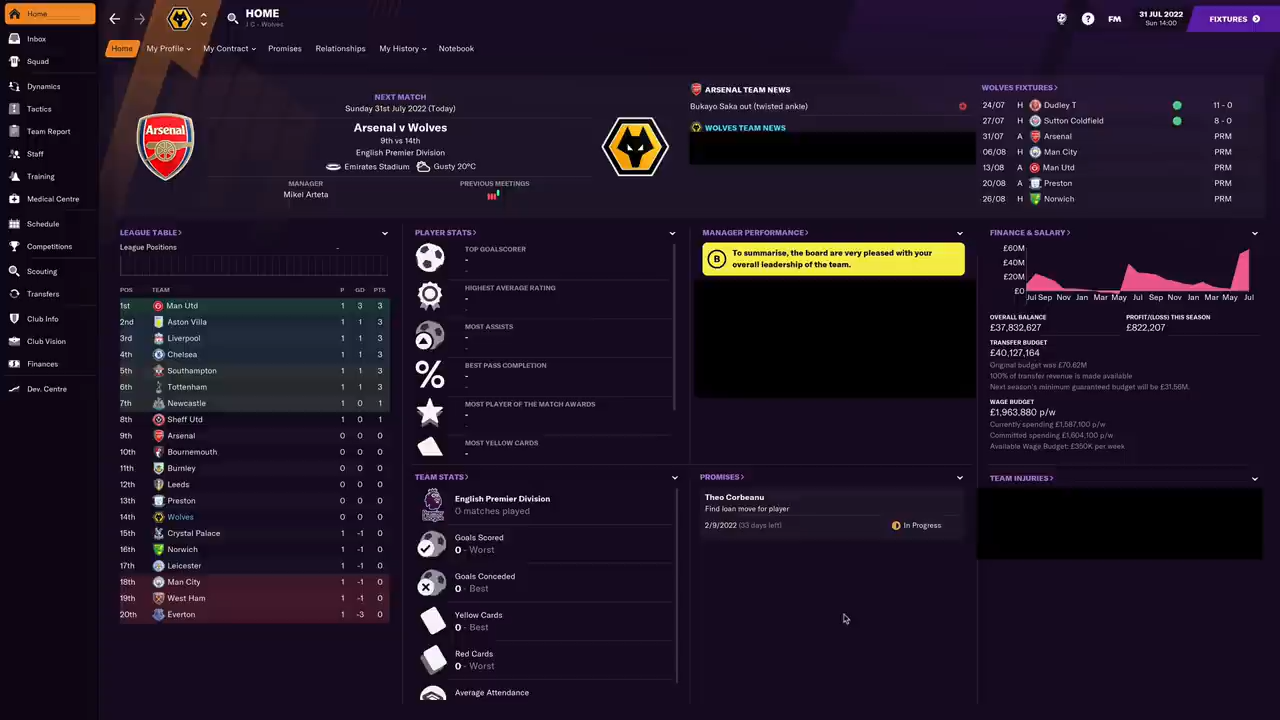 Home
HOME
J C - Wolves
FM
31 JUL 2022
Sun 14:00
FIXTURES
Inbox
Squad
Dynamics
Tactics
Team Report
Staff
Training
Medical Centre
Schedule
Competitions
Scouting
Transfers
Club Info
Club Vision
Finances
Dev. Centre
Home My Profile My Contract Promises Relationships My History Notebook
NEXT MATCH
Sunday 31st July 2022 (Today)
Arsenal
Arsenal v Wolves
9th vs 14th
English Premier Division
Emirates Stadium Gusty 20°C
MANAGER
Mikel Arteta
PREVIOUS MEETINGS
ARSENAL TEAM NEWS
Bukayo Saka out (twisted ankle)
WOLVES TEAM NEWS
WOLVES FIXTURES
24/07 H Dudley T 11 - 0
27/07 H Sutton Coldfield 8 - 0
31/07 A Arsenal PRM
06/08 H Man City PRM
13/08 A Man Utd PRM
20/08 A Preston PRM
26/08 H Norwich PRM
LEAGUE TABLE
League Positions -
POS TEAM P GD PTS
1st Man Utd 1 3 3
2nd Aston Villa 1 1 3
3rd Liverpool 1 1 3
4th Chelsea 1 1 3
5th Southampton 1 1 3
6th Tottenham 1 1 3
7th Newcastle 1 0 1
8th Sheff Utd 1 0 1
9th Arsenal 0 0 0
10th Bournemouth 0 0 0
11th Burnley 0 0 0
12th Leeds 0 0 0
13th Preston 0 0 0
14th Wolves 0 0 0
15th Crystal Palace 1 -1 0
16th Norwich 1 -1 0
17th Leicester 1 -1 0
18th Man City 1 -1 0
19th West Ham 1 -1 0
20th Everton 1 -3 0
PLAYER STATS
TOP GOALSCORER
-
-
HIGHEST AVERAGE RATING
-
-
MOST ASSISTS
-
-
BEST PASS COMPLETION
-
-
MOST PLAYER OF THE MATCH AWARDS
-
-
MOST YELLOW CARDS
-
TEAM STATS
English Premier Division
0 matches played
Goals Scored
0 - Worst
Goals Conceded
0 - Best
Yellow Cards
0 - Best
Red Cards
0 - Worst
Average Attendance
MANAGER PERFORMANCE
B To summarise, the board are very pleased with your
overall leadership of the team.
PROMISES
Theo Corbeanu
Find loan move for player
2/9/2022 (33 days left) In Progress
FINANCE & SALARY
£60M
£40M
£20M
£0
Jul Sep Nov Jan Mar May Jul Sep Nov Jan Mar May Jul
OVERALL BALANCE
£37,832,627
PROFIT/(LOSS) THIS SEASON
£822,207
TRANSFER BUDGET
£40,127,164
Original budget was £70.62M
100% of transfer revenue is made available
Next season's minimum guaranteed budget will be £31.56M.
WAGE BUDGET
£1,963,880 p/w
Currently spending £1,587,100 p/w
Committed spending £1,604,100 p/w
Available Wage Budget: £350K per week
TEAM INJURIES